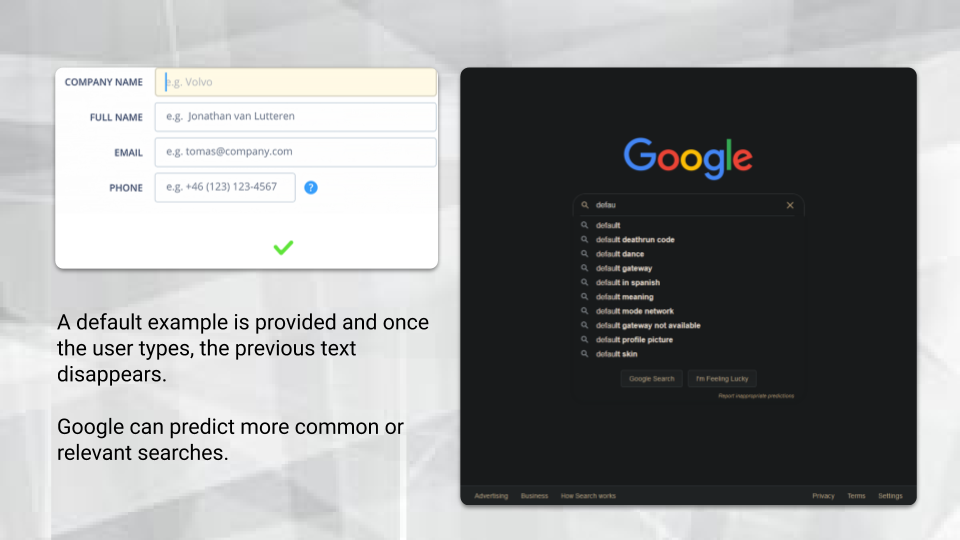 COMPANY NAME e.g. Volvo
FULL NAME e.g. Jonathan van Lutteren
EMAIL e.g. tomas@company.com
PHONE e.g. +46 (123) 123-4567 ?
A default example is provided and once
the user types, the previous text
disappears.
Google can predict more common or
relevant searches.
Google
defau
default
default deathrun code
default dance
default gateway
default in spanish
default meaning
default mode network
default gateway not available
default profile picture
default skin
Google Search I'm Feeling Lucky
Report inappropriate predictions
Advertising Business How Search works Privacy Terms Settings